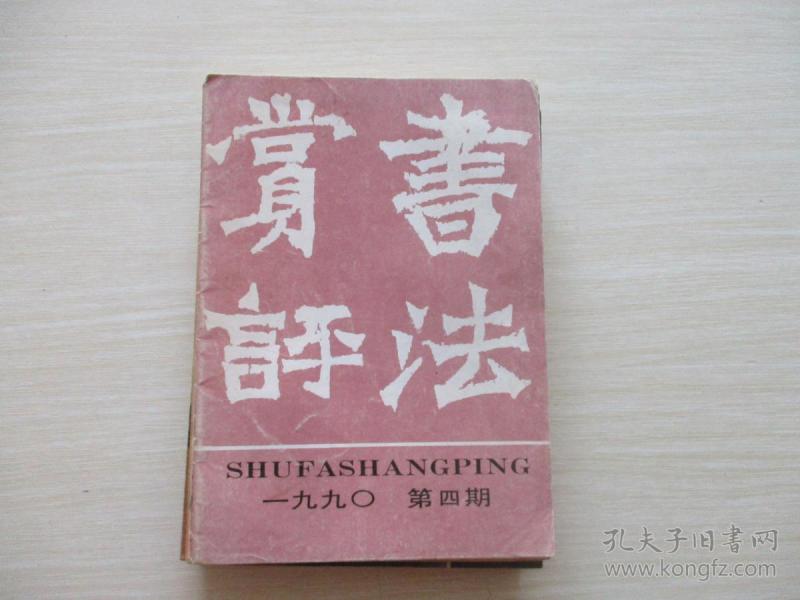 書法
賞評
SHUFASHANGPING
一九九〇 第四期
孔夫子旧书网
www.kongfz.com